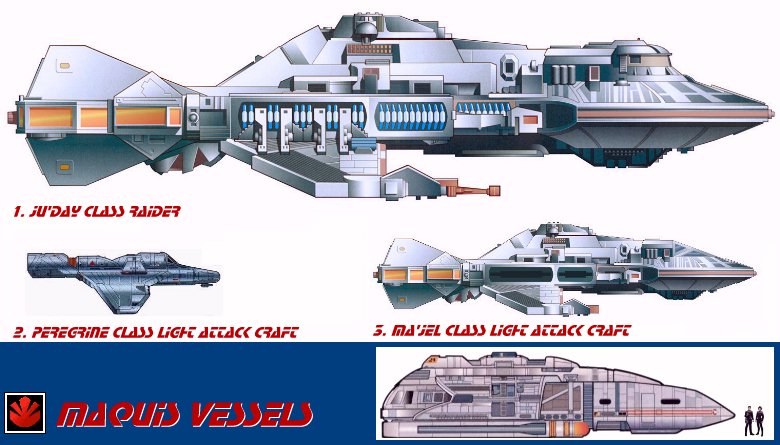 1. JU'DAY CLASS RAIDER
2. PEREGRINE CLASS LIGHT ATTACK CRAFT
3. MA'JEL CLASS LIGHT ATTACK CRAFT
MAQUIS VESSELS